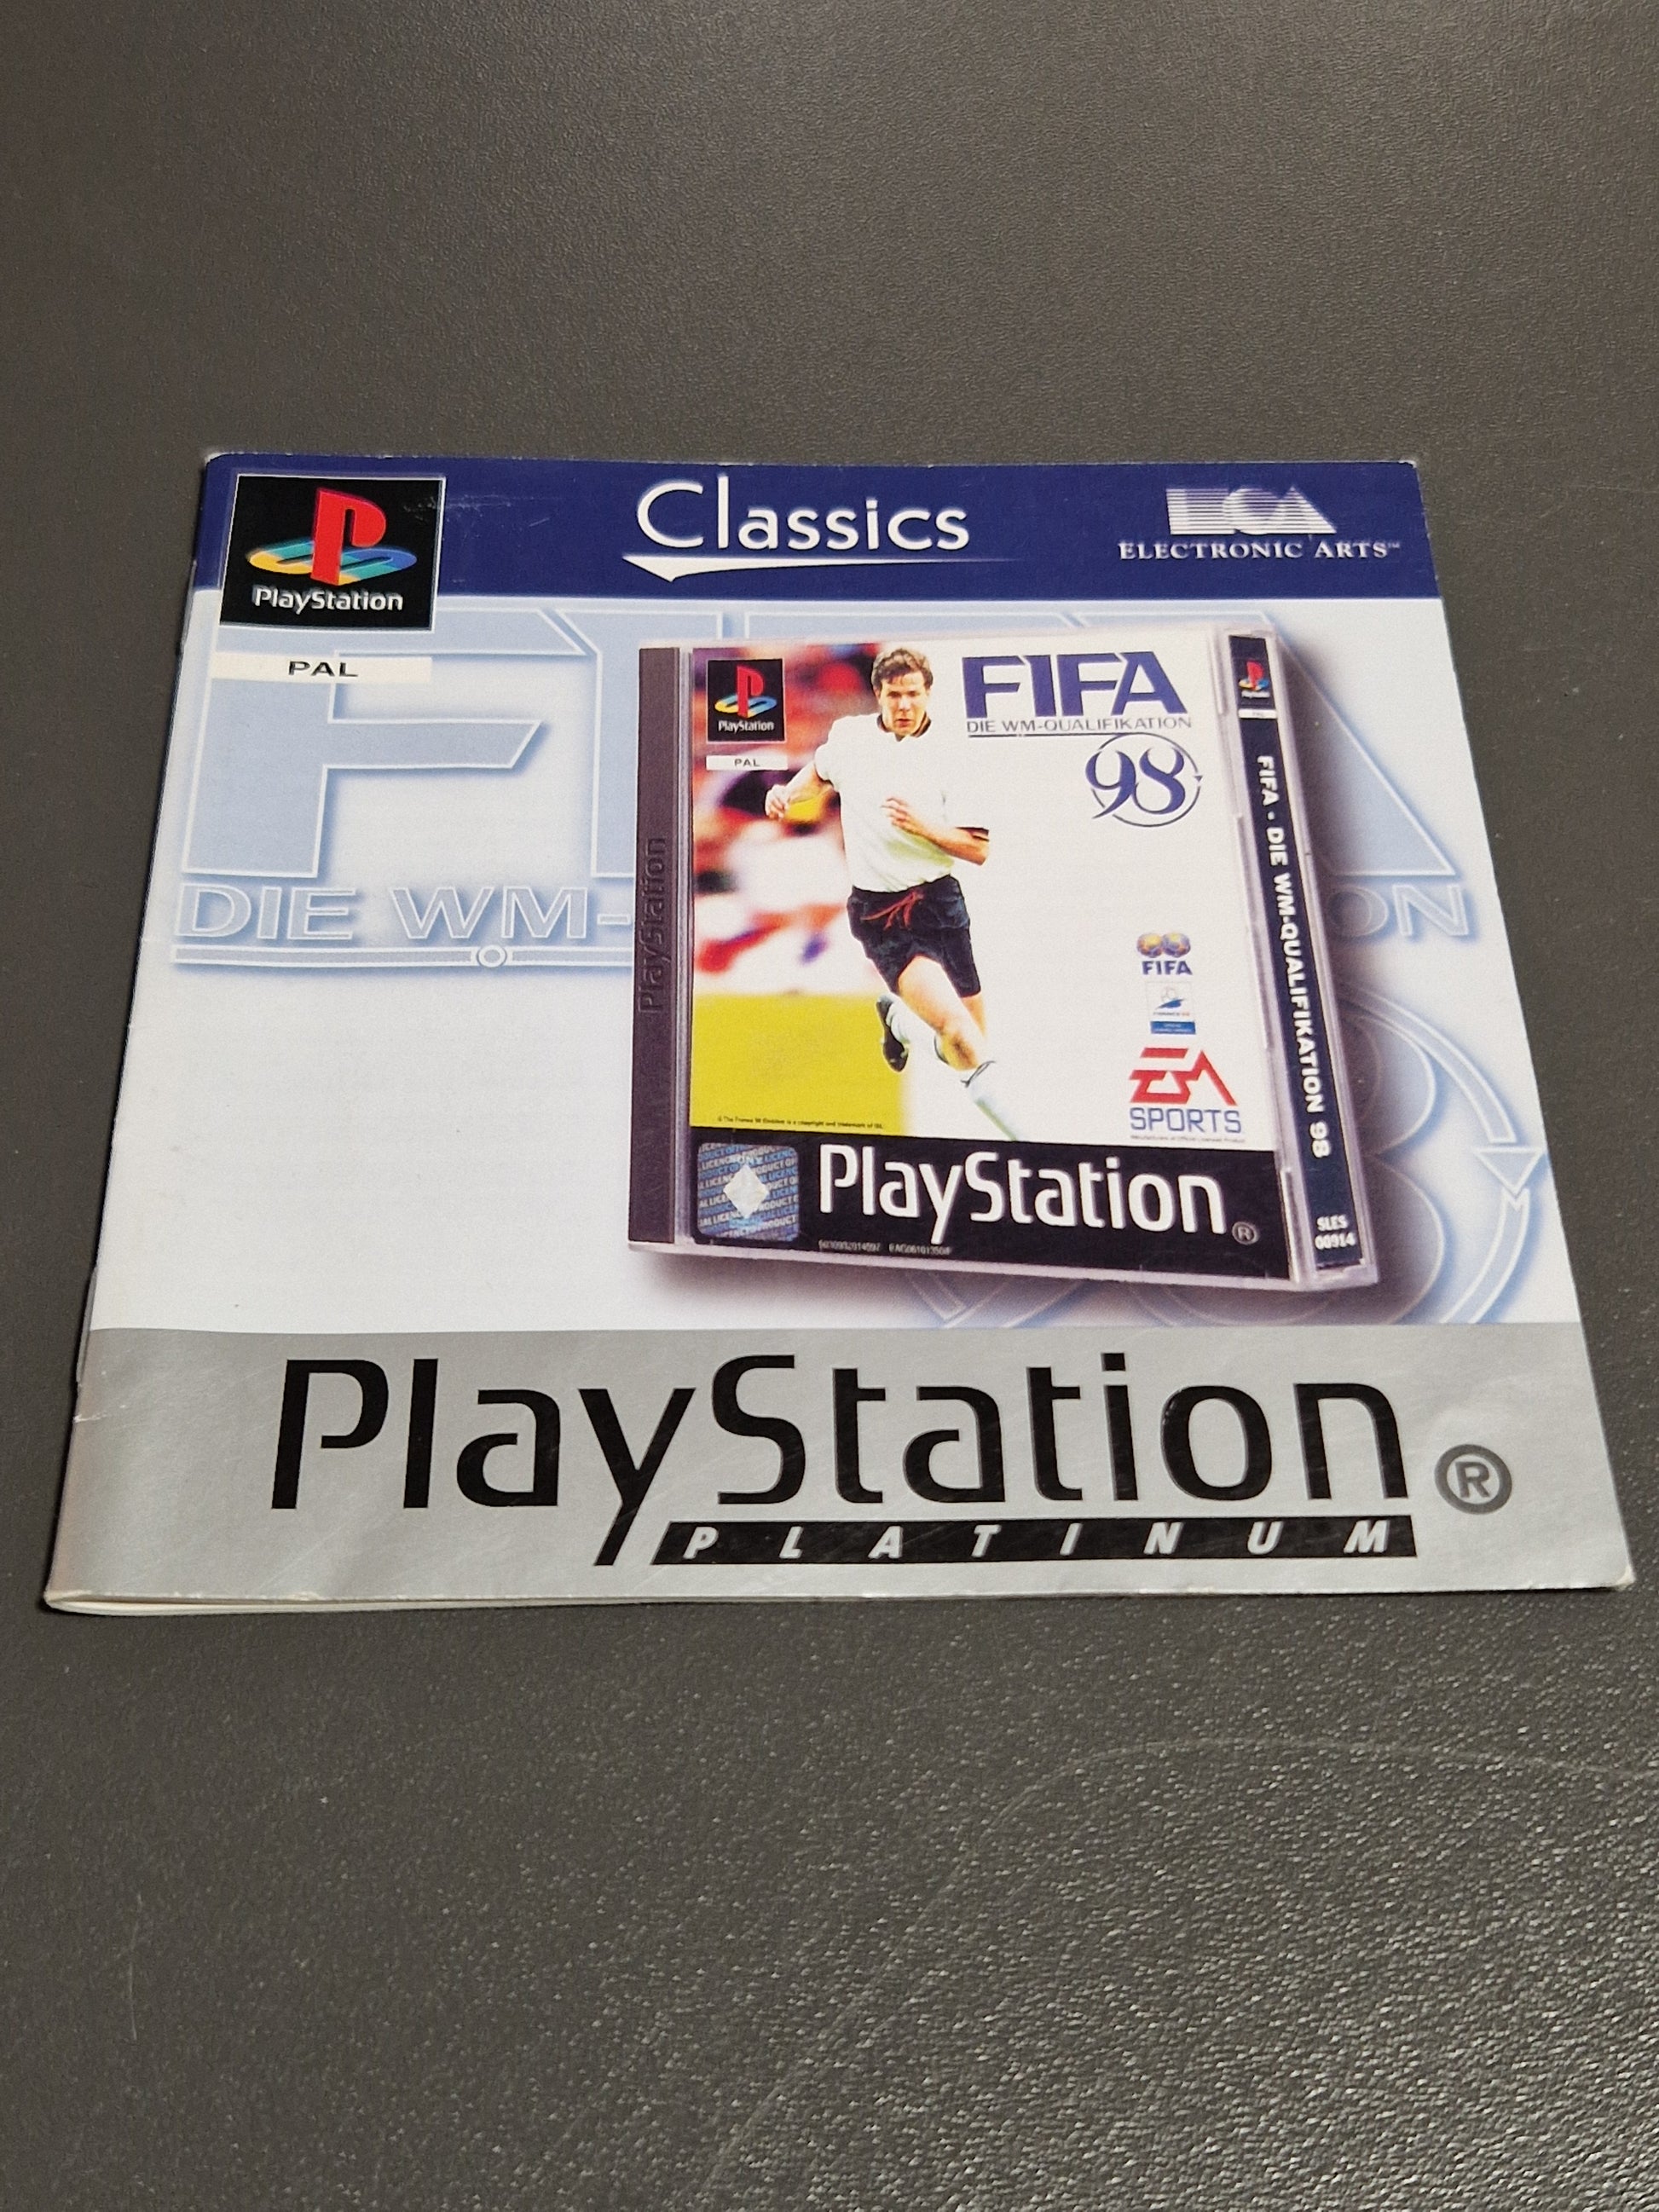 Classics
ELECTRONIC ARTS™
PlayStation
PAL
DIE WM-
ON
PlayStation
PlayStation
PAL
FIFA
DIE WM-QUALIFIKATION
98
FIFA
EA
SPORTS
PlayStation®
FIFA - DIE WM-QUALIFIKATION 98
SLES
00914
PlayStation®
PLATINUM